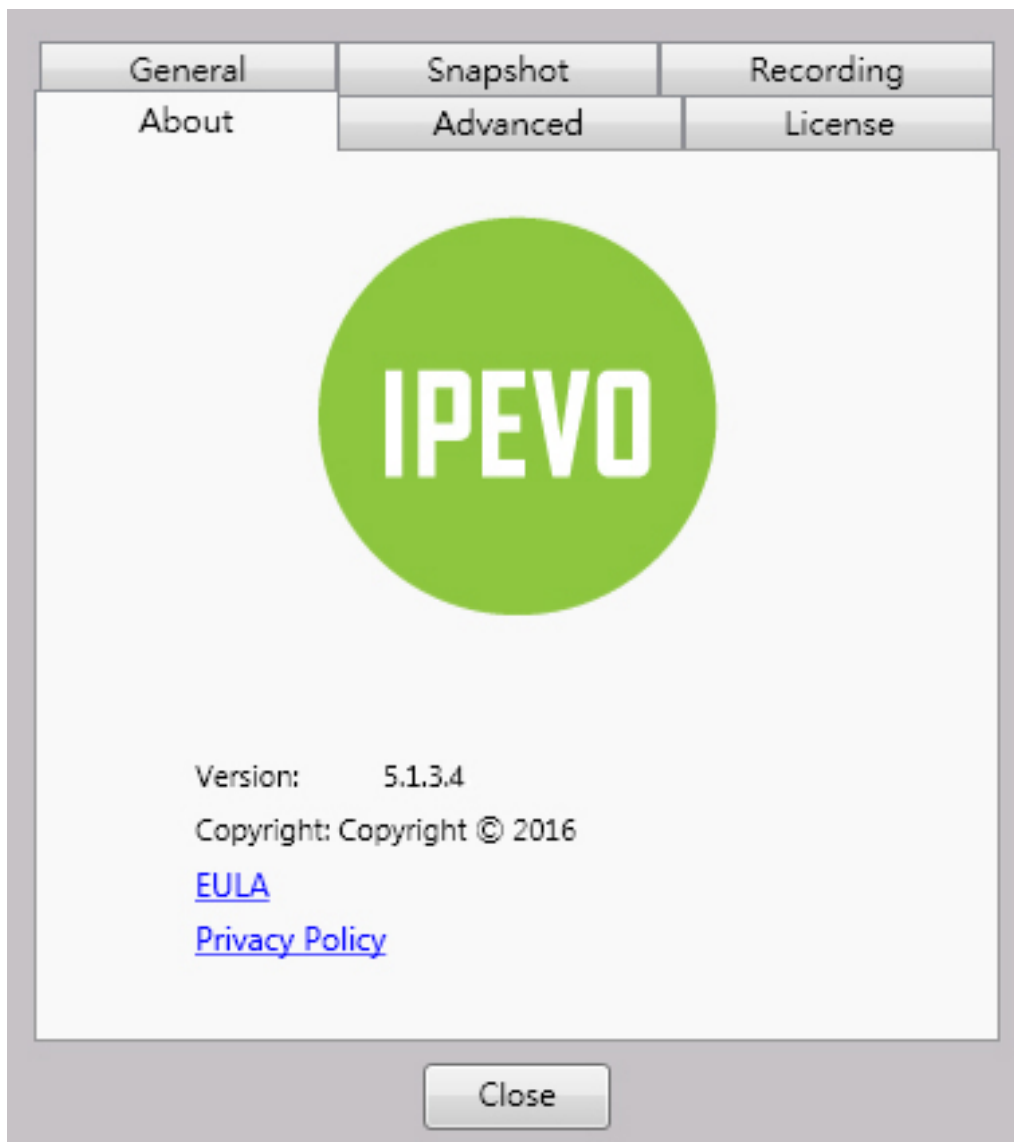 General Snapshot Recording
About Advanced License
IPEVO
Version: 5.1.3.4
Copyright: Copyright © 2016
EULA
Privacy Policy
Close